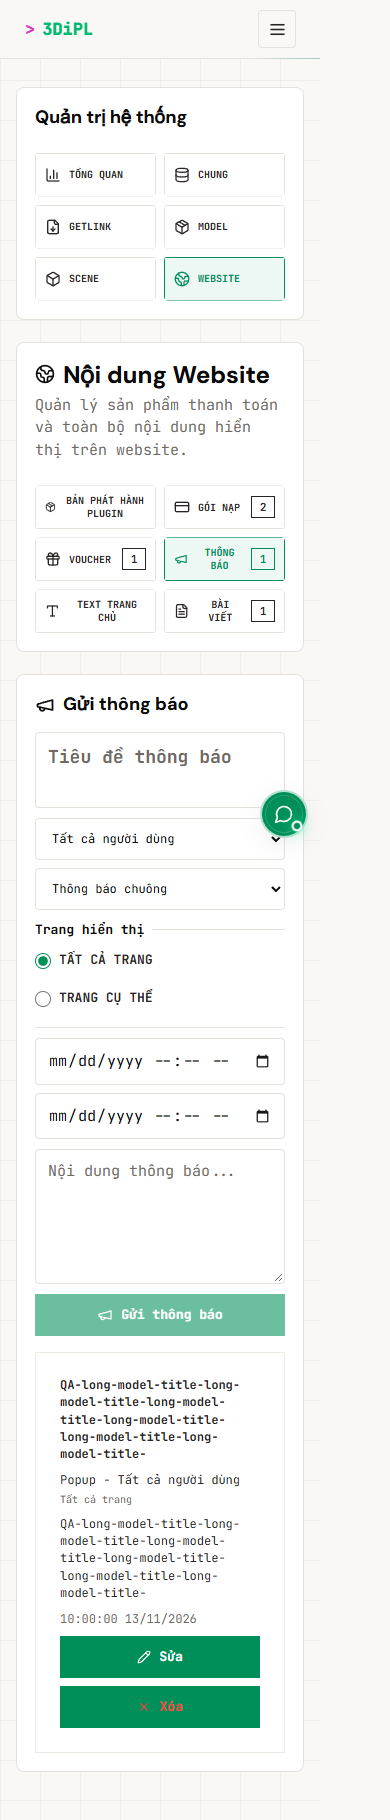 > 3DiPL
Quản trị hệ thống
TỔNG QUAN
CHUNG
GETLINK
MODEL
SCENE
WEBSITE
Nội dung Website
Quản lý sản phẩm thanh toán
và toàn bộ nội dung hiển
thị trên website.
BẢN PHÁT HÀNH
PLUGIN
GÓI NẠP 2
VOUCHER 1
THÔNG
BÁO 1
TEXT TRANG
CHỦ
BÀI
VIẾT 1
Gửi thông báo
Tiêu đề thông báo
Tất cả người dùng
Thông báo chuông
Trang hiển thị
TẤT CẢ TRANG
TRANG CỤ THỂ
mm/dd/yyyy --:-- --
mm/dd/yyyy --:-- --
Nội dung thông báo...
Gửi thông báo
QA-long-model-title-long-
model-title-long-model-
title-long-model-title-
long-model-title-long-
model-title-
Popup - Tất cả người dùng
Tất cả trang
QA-long-model-title-long-
model-title-long-model-
title-long-model-title-
long-model-title-long-
model-title-
10:00:00 13/11/2026
Sửa
Xóa